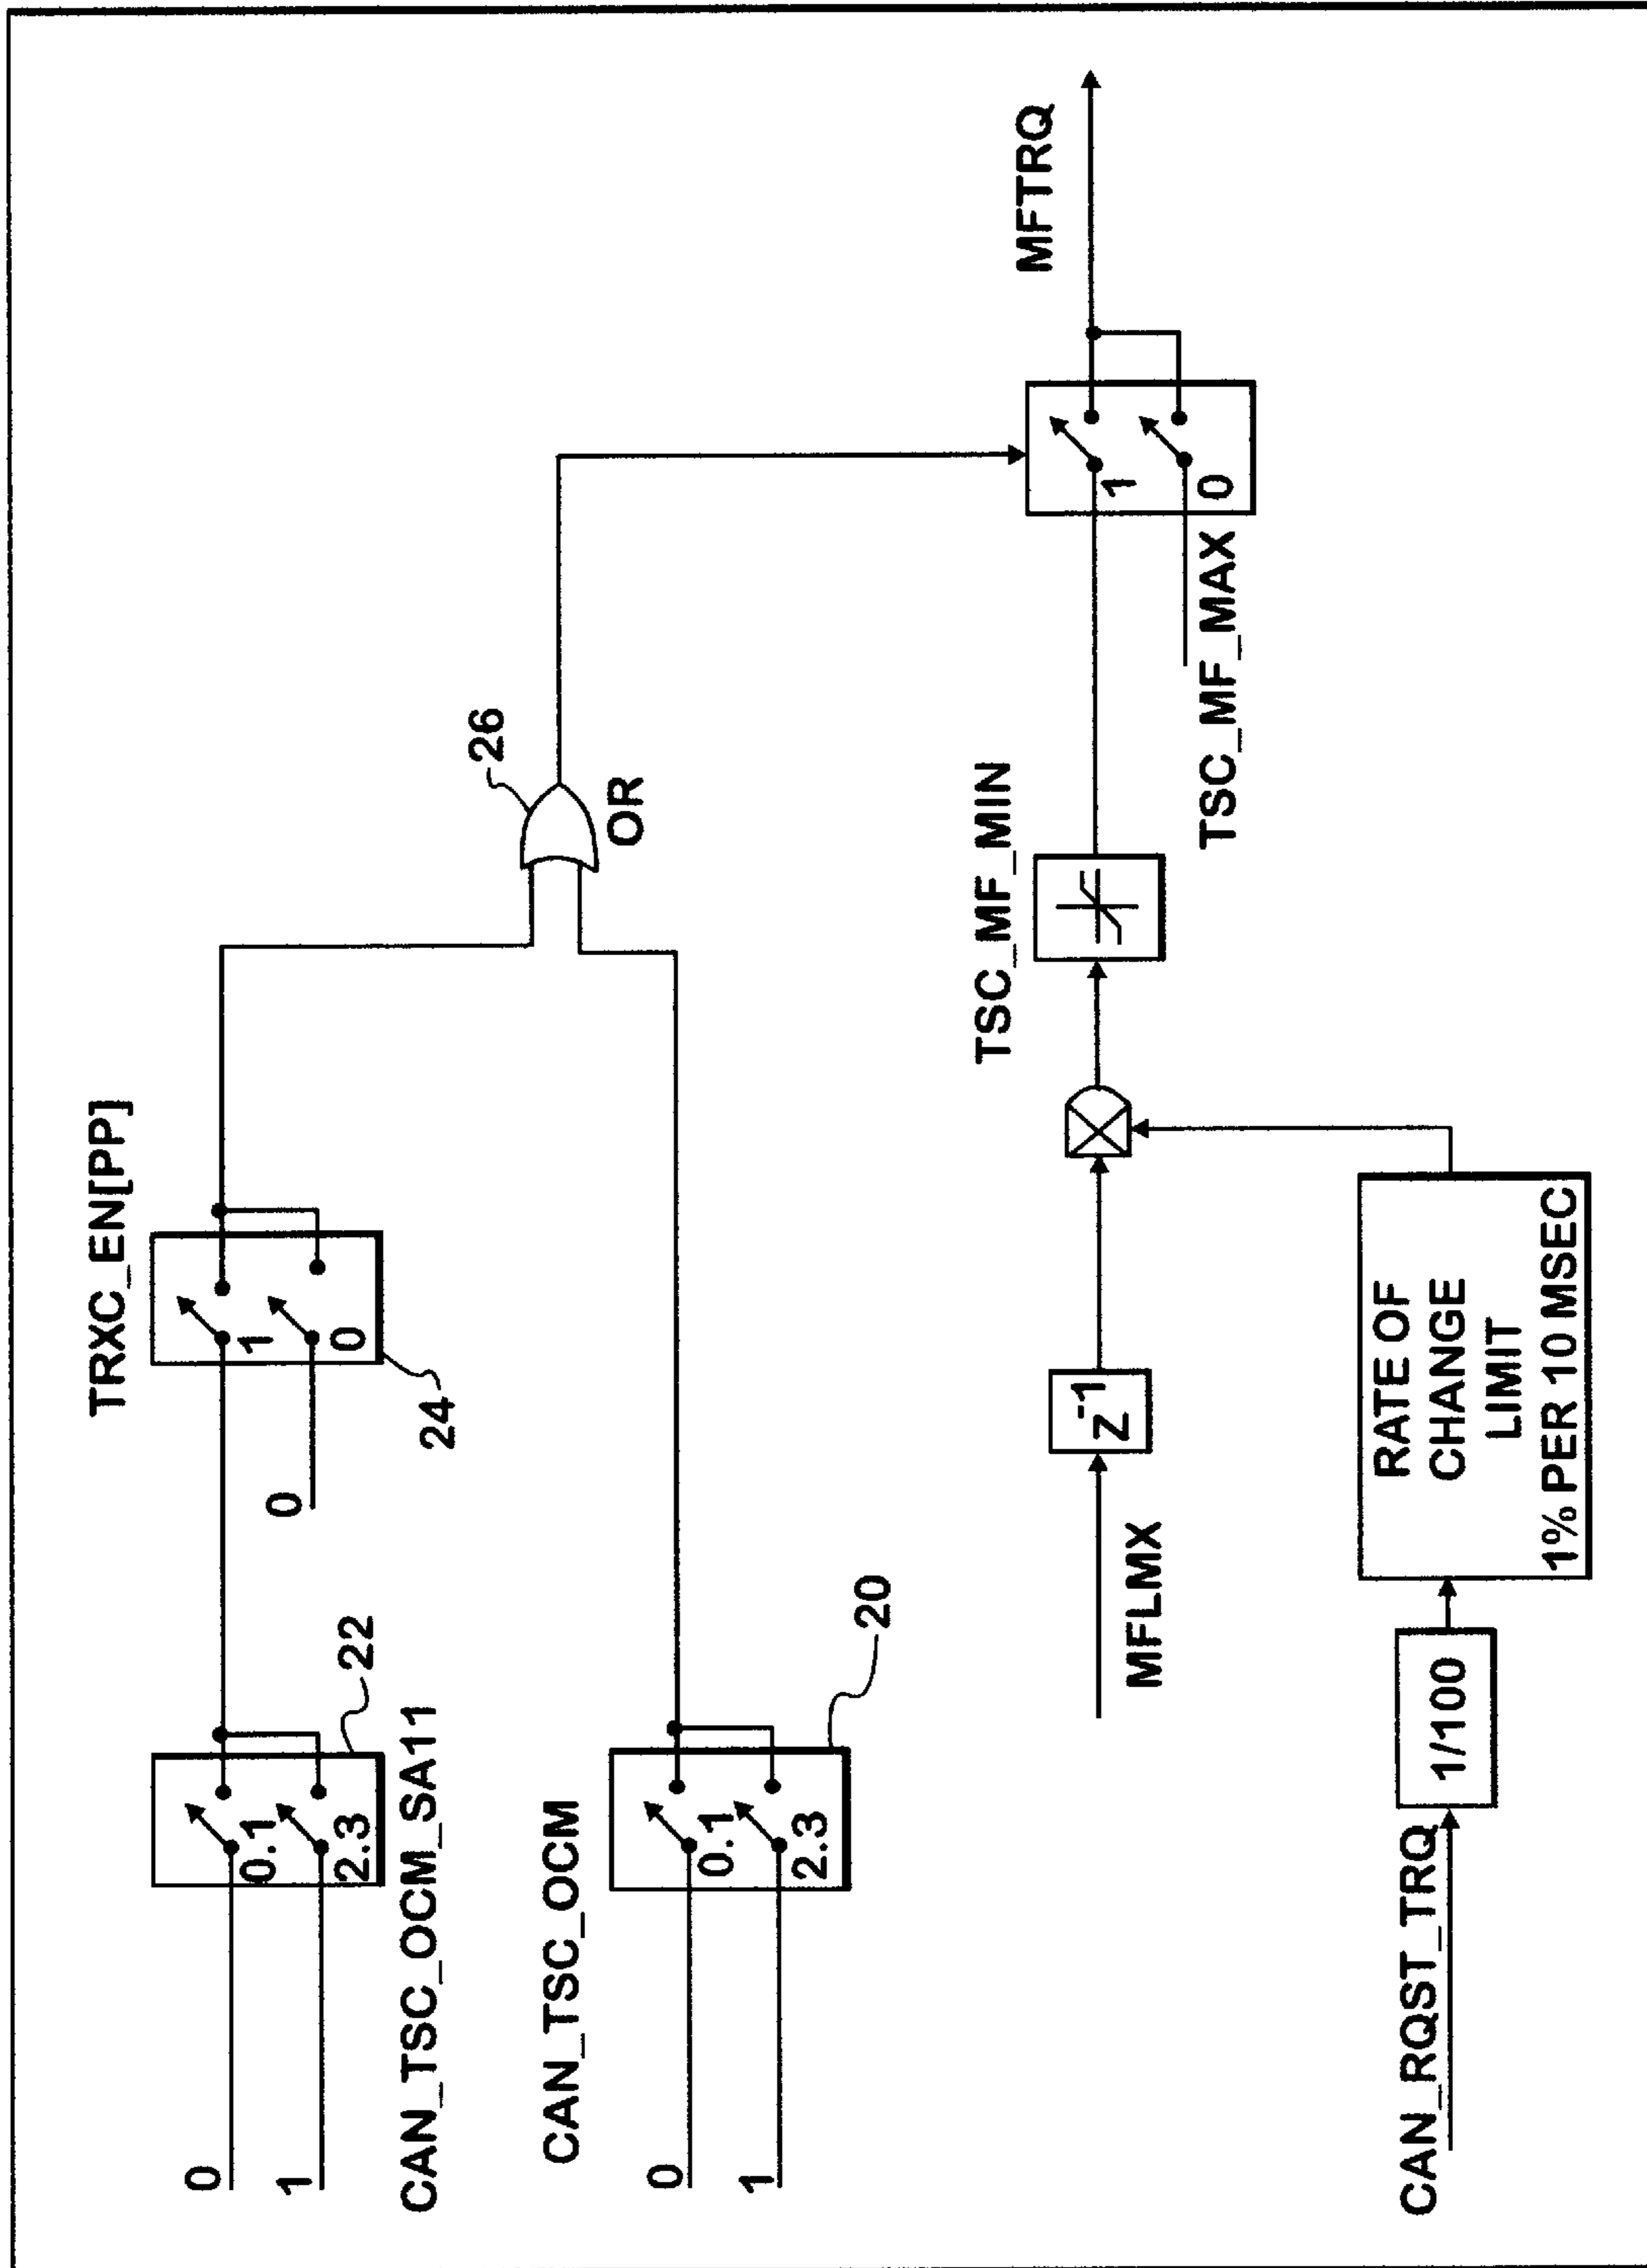 TRXC_EN[PP]
0
1
0.1
2.3
22
CAN_TSC_OCM_SA11
0
1
0
24
CAN_TSC_OCM
0
1
0.1
2.3
20
26
OR
MFLMX
Z-1
TSC_MF_MIN
1
0
TSC_MF_MAX
MFTRQ
CAN_RQST_TRQ
1/100
RATE OF
CHANGE
LIMIT
1% PER 10 MSEC